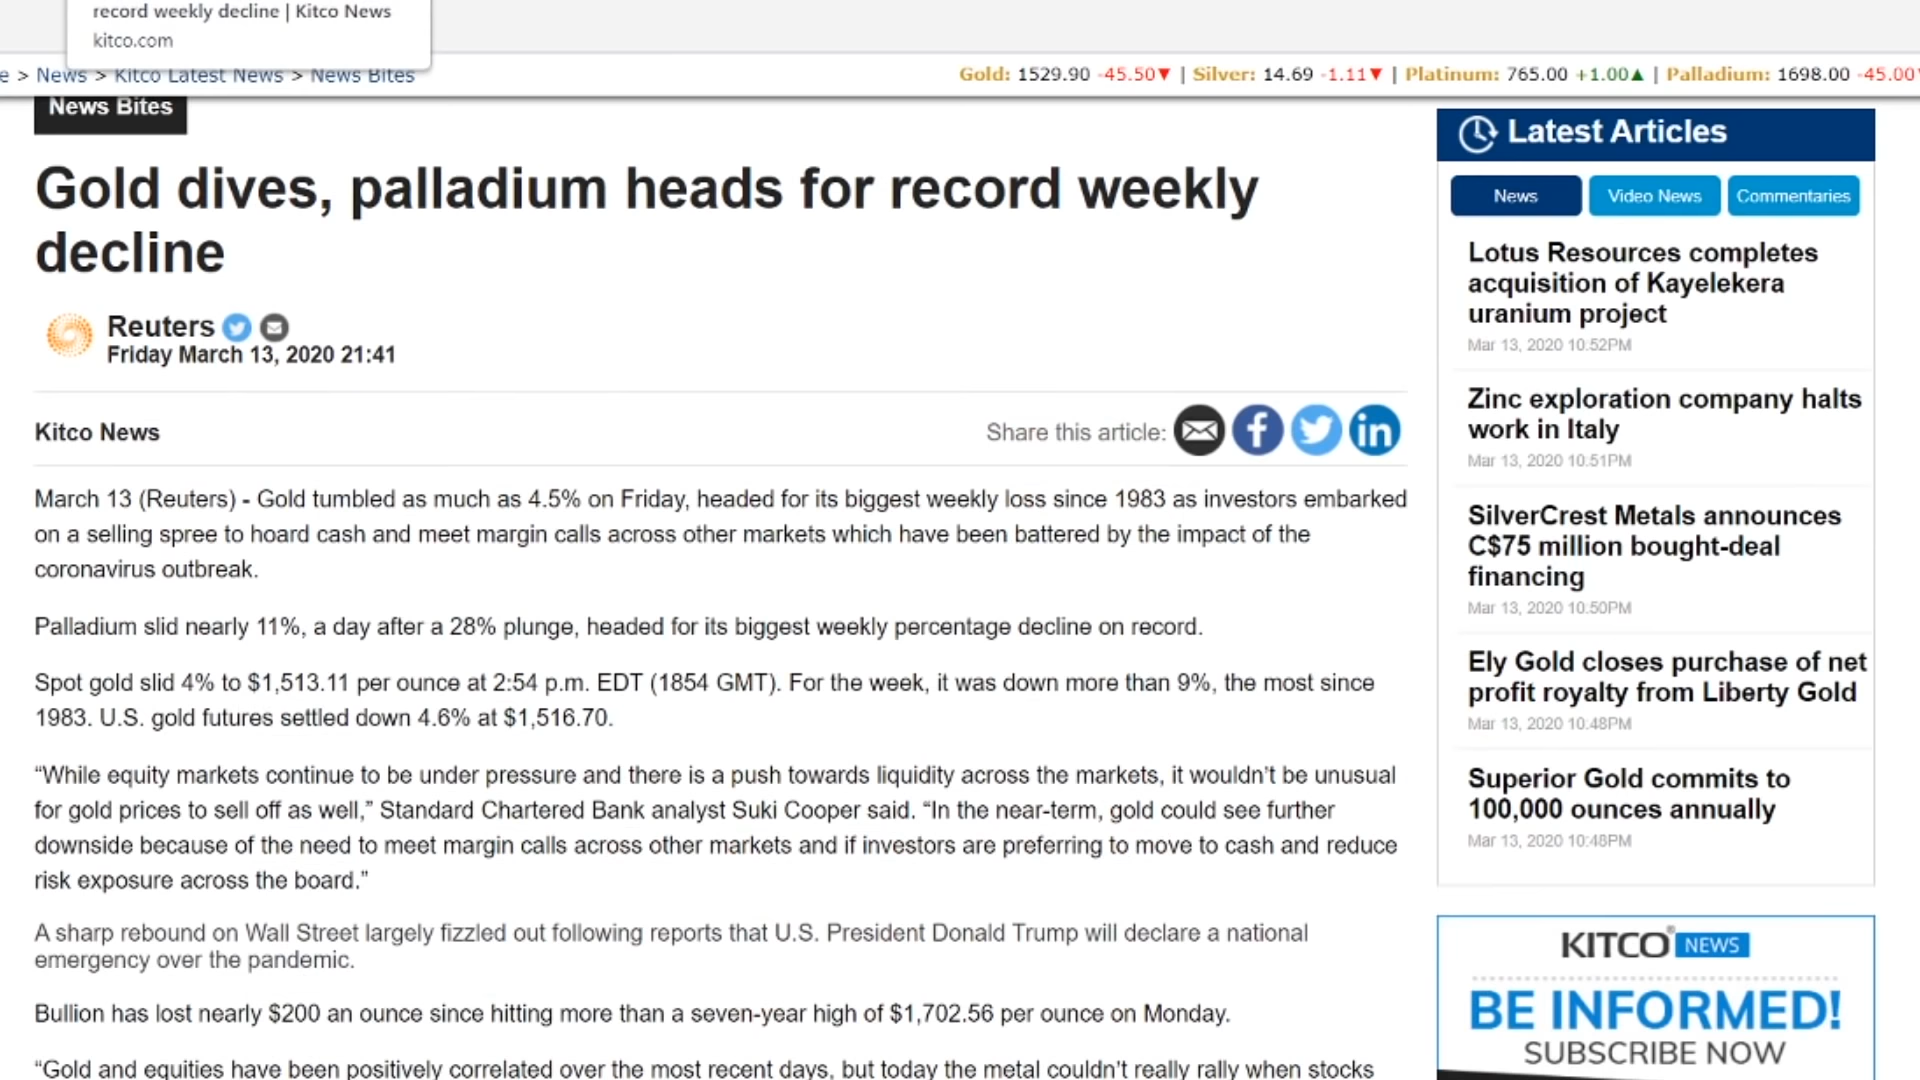 record weekly decline | Kitco News
kitco.com
e > News > Kitco Latest News > News Bites
Gold: 1529.90 -45.50▼ | Silver: 14.69 -1.11▼ | Platinum: 765.00 +1.00▲ | Palladium: 1698.00 -45.00
News Bites
Gold dives, palladium heads for record weekly
decline
Reuters
Friday March 13, 2020 21:41
Kitco News
Share this article:
March 13 (Reuters) - Gold tumbled as much as 4.5% on Friday, headed for its biggest weekly loss since 1983 as investors embarked
on a selling spree to hoard cash and meet margin calls across other markets which have been battered by the impact of the
coronavirus outbreak.
Palladium slid nearly 11%, a day after a 28% plunge, headed for its biggest weekly percentage decline on record.
Spot gold slid 4% to $1,513.11 per ounce at 2:54 p.m. EDT (1854 GMT). For the week, it was down more than 9%, the most since
1983. U.S. gold futures settled down 4.6% at $1,516.70.
“While equity markets continue to be under pressure and there is a push towards liquidity across the markets, it wouldn’t be unusual
for gold prices to sell off as well,” Standard Chartered Bank analyst Suki Cooper said. “In the near-term, gold could see further
downside because of the need to meet margin calls across other markets and if investors are preferring to move to cash and reduce
risk exposure across the board.”
A sharp rebound on Wall Street largely fizzled out following reports that U.S. President Donald Trump will declare a national
emergency over the pandemic.
Bullion has lost nearly $200 an ounce since hitting more than a seven-year high of $1,702.56 per ounce on Monday.
“Gold and equities have been positively correlated over the most recent days, but today the metal couldn’t really rally when stocks
Latest Articles
News
Video News
Commentaries
Lotus Resources completes
acquisition of Kayelekera
uranium project
Mar 13, 2020 10.52PM
Zinc exploration company halts
work in Italy
Mar 13, 2020 10.51PM
SilverCrest Metals announces
C$75 million bought-deal
financing
Mar 13, 2020 10.50PM
Ely Gold closes purchase of net
profit royalty from Liberty Gold
Mar 13, 2020 10:48PM
Superior Gold commits to
100,000 ounces annually
Mar 13, 2020 10:48PM
KITCO® NEWS
BE INFORMED!
SUBSCRIBE NOW